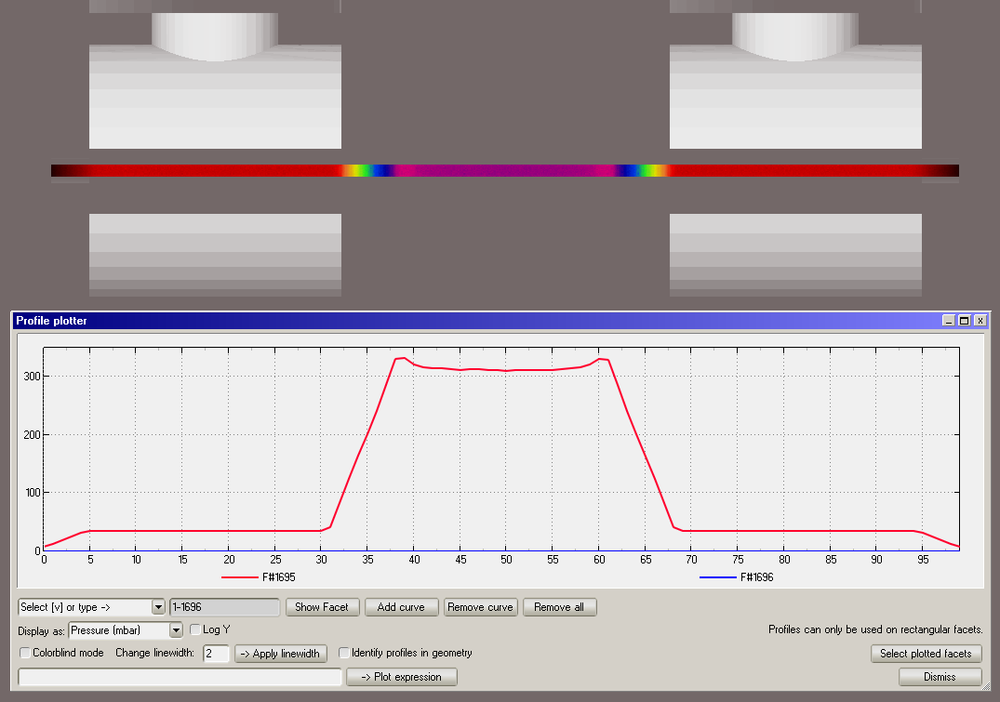 Profile plotter
300
200
100
0
0 5 10 15 20 25 30 35 40 45 50 55 60 65 70 75 80 85 90 95
F#1695 F#1696
Select [v] or type -> 1-1696 Show Facet Add curve Remove curve Remove all
Display as: Pressure (mbar) Log Y Profiles can only be used on rectangular facets.
Colorblind mode Change linewidth: 2 -> Apply linewidth Identify profiles in geometry Select plotted facets
-> Plot expression Dismiss